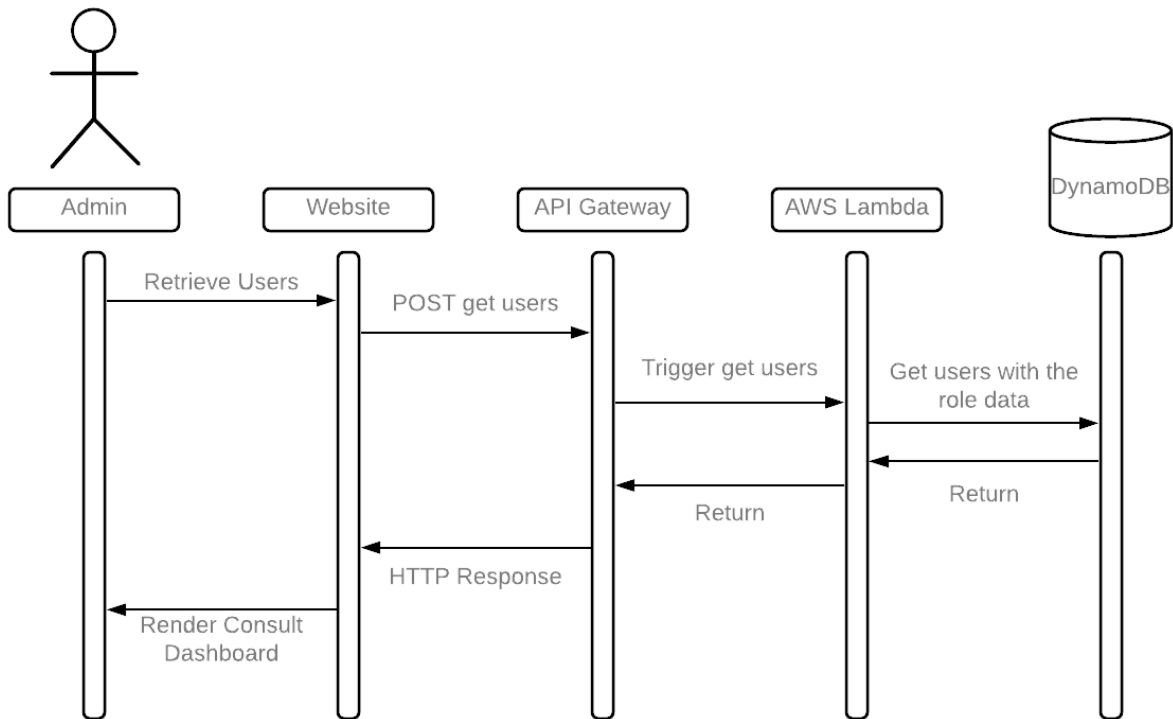 DynamoDB
Admin
Website
API Gateway
AWS Lambda
Retrieve Users
POST get users
Trigger get users
Get users with the
role data
Return
Return
HTTP Response
Render Consult
Dashboard